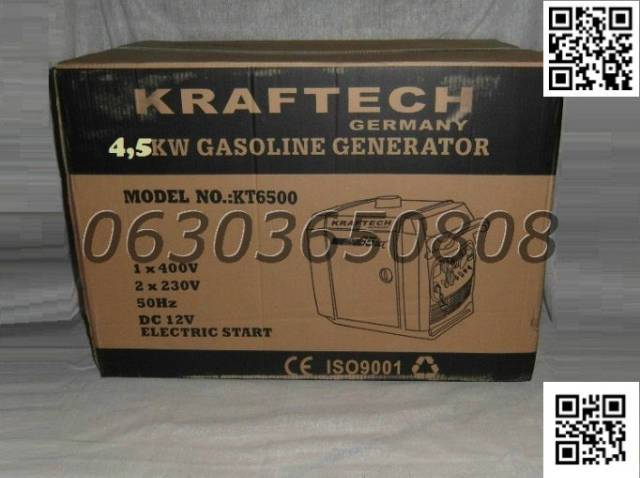 KRAFTECH
GERMANY
4,5KW GASOLINE GENERATOR
MODEL NO.:KT6500
KRAFTECH
06303650808
1 x 400V
2 x 230V
50Hz
DC 12V
ELECTRIC START
CE ISO9001